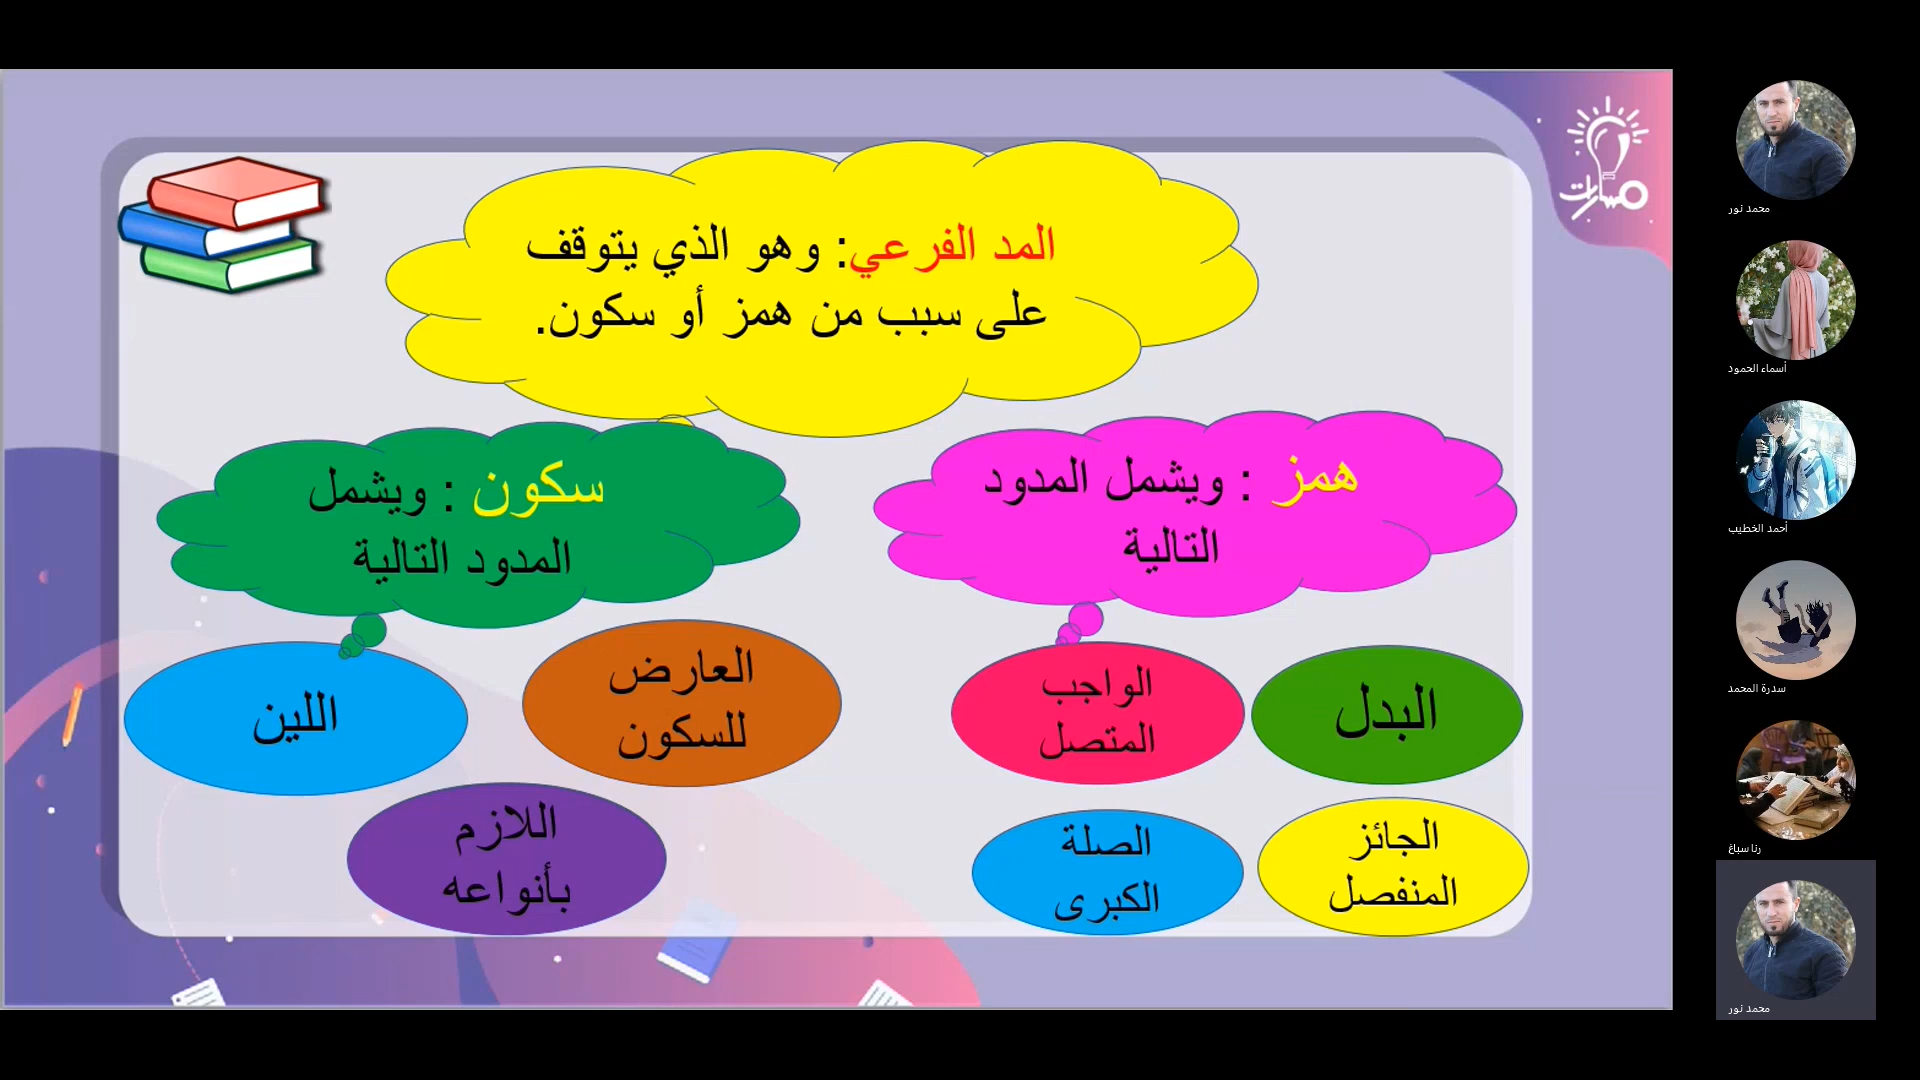 مسارات
المد الفرعي: وهو الذي يتوقف
على سبب من همز أو سكون.
همز : ويشمل المدود
التالية
سكون : ويشمل
المدود التالية
البدل
الواجب
المتصل
العارض
للسكون
اللين
الجائز
المنفصل
الصلة
الكبرى
اللازم
بأنواعه
محمد نور
أسماء الحمود
أحمد الخطيب
سدرة المحمد
رنا سياغ
محمد نور